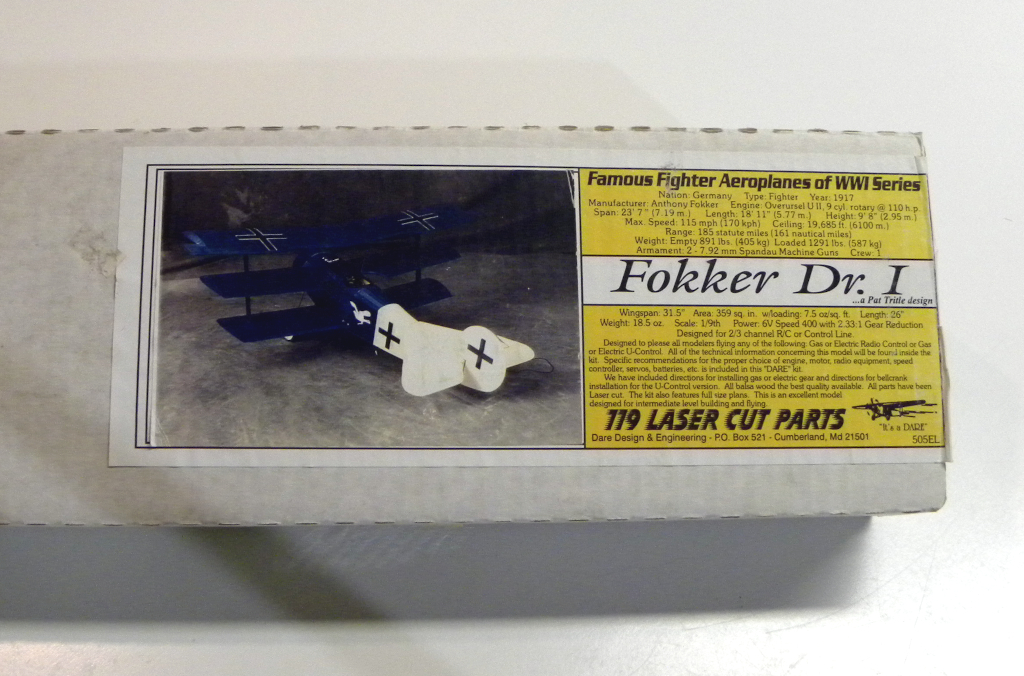 Famous Fighter Aeroplanes of WWI Series
Nation: Germany Type: Fighter Year: 1917
Manufacturer: Anthony Fokker Engine: Overursel U II, 9 cyl. rotary @ 110 h.p.
Span: 23' 7" (7.19 m.) Length: 18' 11" (5.77 m.) Height: 9' 8" (2.95 m.)
Max. Speed: 115 mph (170 kph) Ceiling: 19,685 ft. (6100 m.)
Range: 185 statute miles (161 nautical miles)
Weight: Empty 891 lbs. (405 kg) Loaded 1291 lbs. (587 kg)
Armament: 2 - 7.92 mm Spandau Machine Guns Crew: 1
Fokker Dr. I
...a Pat Tritle design
Wingspan: 31.5" Area: 359 sq. in. w/loading: 7.5 oz/sq. ft. Length: 26"
Weight: 18.5 oz. Scale: 1/9th Power: 6V Speed 400 with 2.33:1 Gear Reduction
Designed for 2/3 channel R/C or Control Line.
Designed to please all modelers flying any of the following: Gas or Electric Radio Control or Gas
or Electric U-Control. All of the technical information concerning this model will be found inside the
kit. Specific recommendations for the proper choice of engine, motor, radio equipment, speed
controller, servos, batteries, etc. is included in this "DARE" kit.
We have included directions for installing gas or electric gear and directions for bellcrank
installation for the U-Control version. All balsa wood the best quality available. All parts have been
Laser cut. The kit also features full size plans. This is an excellent model
designed for intermediate level building and flying.
119 LASER CUT PARTS
"It's a DARE"
Dare Design & Engineering - P.O. Box 521 - Cumberland, Md 21501
505EL